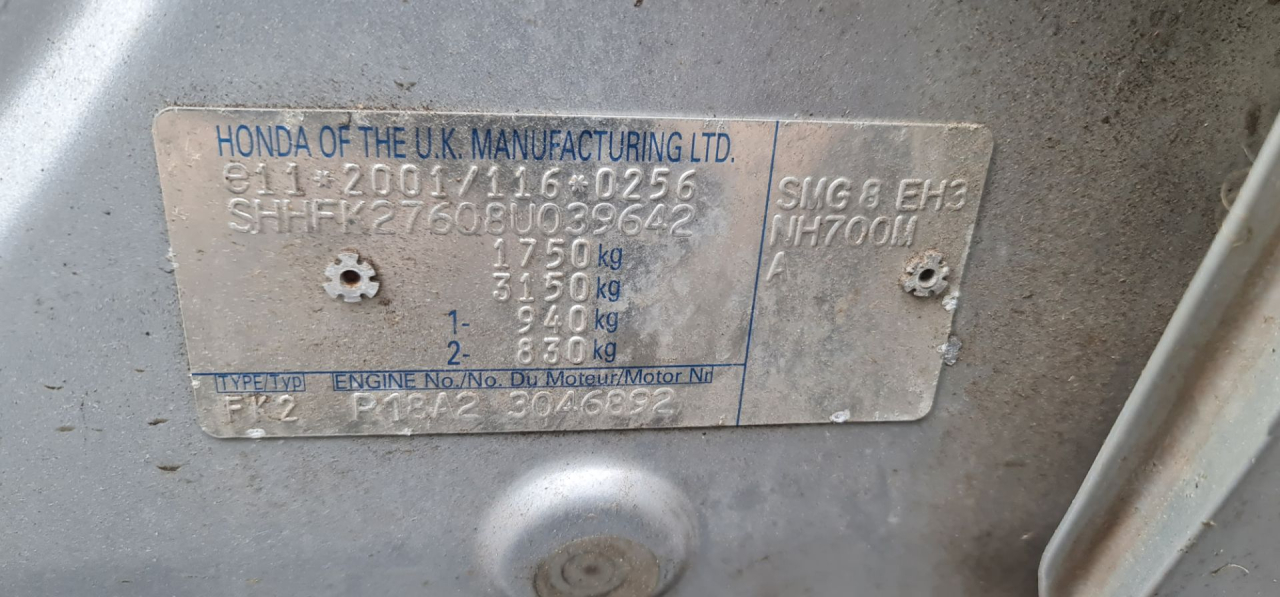 HONDA OF THE U.K. MANUFACTURING LTD.
e11*2001/116*0256
SHHFK27608U039642
1750 kg
3150 kg
1- 940 kg
2- 830 kg
TYPE/Typ ENGINE No./No. Du Moteur/Motor Nr
FK2 R18A2 3046892
SMG 8 EH3
NH700M
A